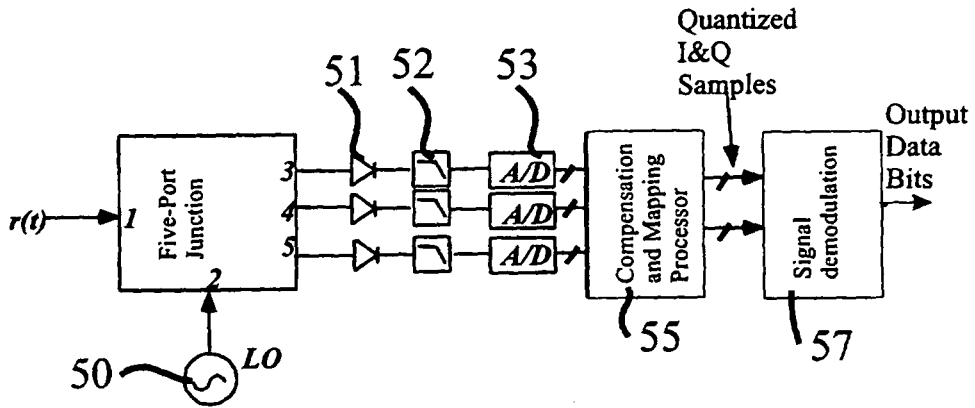 Quantized
I&Q
Samples
51
52
53
Output
Data
Bits
r(t)
1
Five-Port
Junction
3
4
5
2
A/D
A/D
A/D
Compensation
and Mapping
Processor
Signal
demodulation
50
LO
55
57